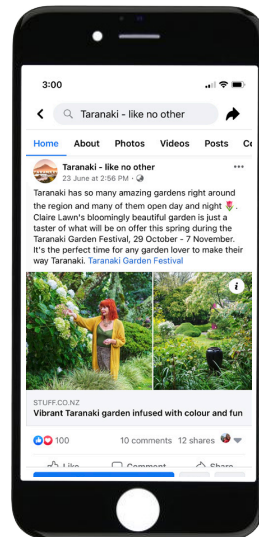 3:00
Taranaki - like no other
Home About Photos Videos Posts
Taranaki - like no other
23 June at 2:56 PM ·
Taranaki has so many amazing gardens right around
the region and many of them open day and night 🌷.
Claire Lawn's bloomingly beautiful garden is just a
taster of what will be on offer this spring during the
Taranaki Garden Festival, 29 October - 7 November.
It's the perfect time for any garden lover to make their
way Taranaki. Taranaki Garden Festival
i
STUFF.CO.NZ
Vibrant Taranaki garden infused with colour and fun
100 10 comments 12 shares
Like Comment Share